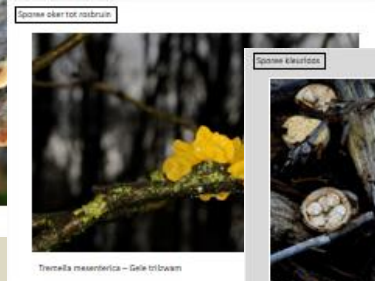 Sporee oker tot rosbruin
Sporee kleurloos
Tremella mesenterica – Gele trilzwam